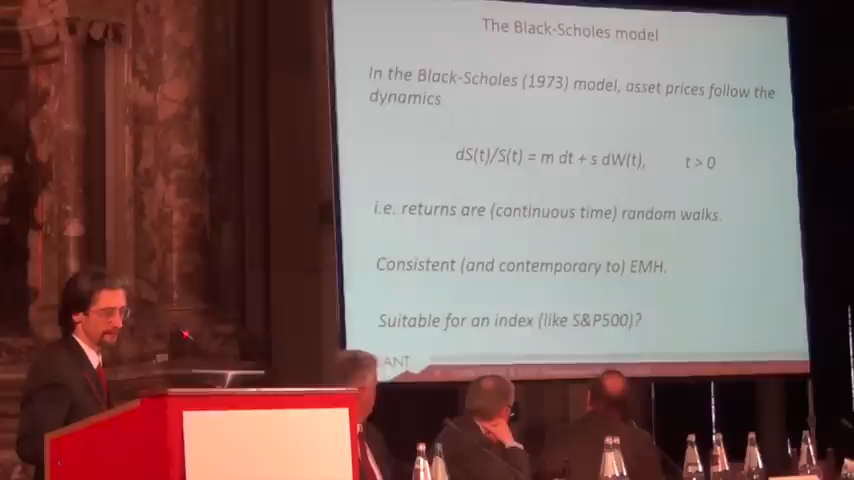 The Black-Scholes model
In the Black-Scholes (1973) model, asset prices follow the
dynamics
dS(t)/S(t) = m dt + s dW(t), t > 0
i.e. returns are (continuous time) random walks.
Consistent (and contemporary to) EMH.
Suitable for an index (like S&P500)?
ANT